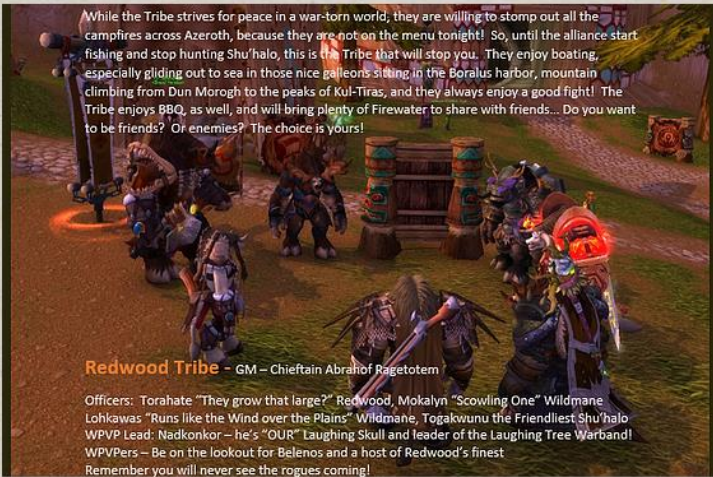 While the Tribe strives for peace in a war-torn world, they are willing to stomp out all the
campfires across Azeroth, because they are not on the menu tonight!  So, until the alliance start
fishing and stop hunting Shu'halo, this is the Tribe that will stop you.  They enjoy boating,
especially gliding out to sea in those nice galleons sitting in the Boralus harbor, mountain
climbing from Dun Morogh to the peaks of Kul-Tiras, and they always enjoy a good fight!  The
Tribe enjoys BBQ, as well, and will bring plenty of Firewater to share with friends... Do you want
to be friends?  Or enemies?  The choice is yours!
Redwood Tribe - GM – Chieftain Abrahof Ragetotem
Officers:  Torahate "They grow that large?" Redwood, Mokalyn "Scowling One" Wildmane
Lohkawas "Runs like the Wind over the Plains" Wildmane, Togakwunu the Friendliest Shu'halo
WPVP Lead: Nadkonkor – he's "OUR" Laughing Skull and leader of the Laughing Tree Warband!
WPVPers – Be on the lookout for Belenos and a host of Redwood's finest
Remember you will never see the rogues coming!